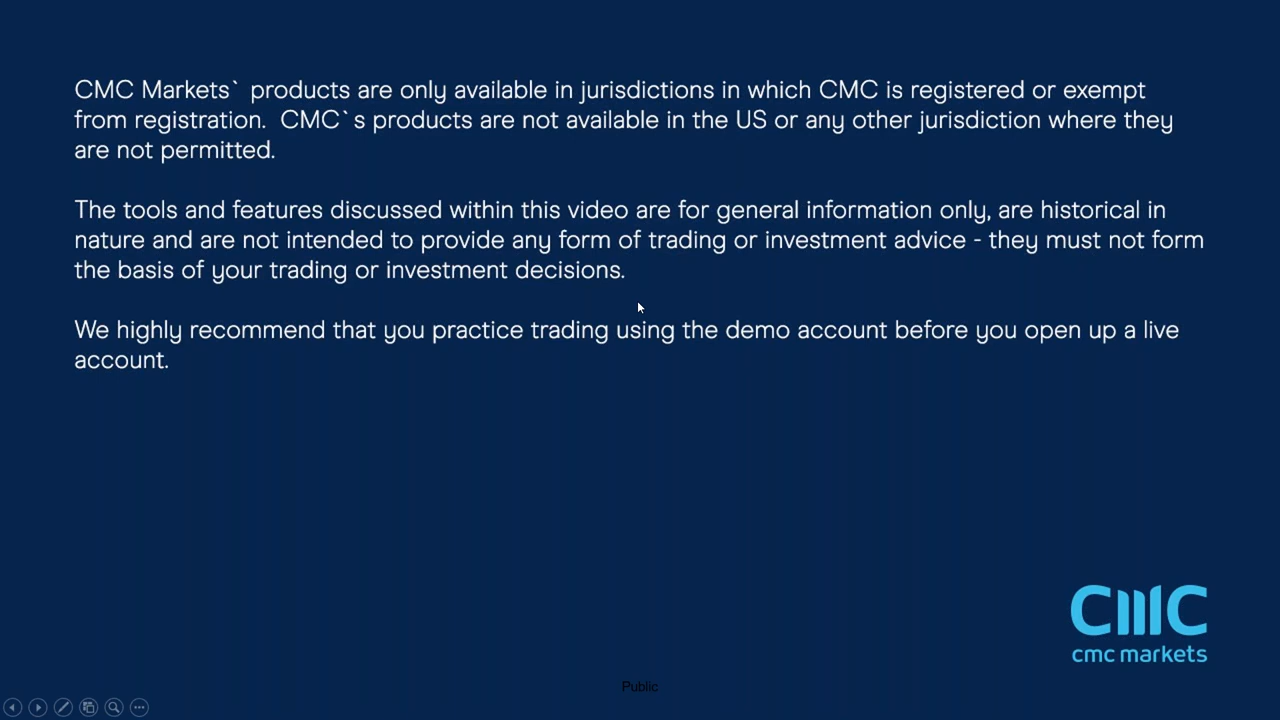 CMC Markets` products are only available in jurisdictions in which CMC is registered or exempt
from registration.  CMC`s products are not available in the US or any other jurisdiction where they
are not permitted.
The tools and features discussed within this video are for general information only, are historical in
nature and are not intended to provide any form of trading or investment advice - they must not form
the basis of your trading or investment decisions.
We highly recommend that you practice trading using the demo account before you open up a live
account.
CMC
cmc markets
Public